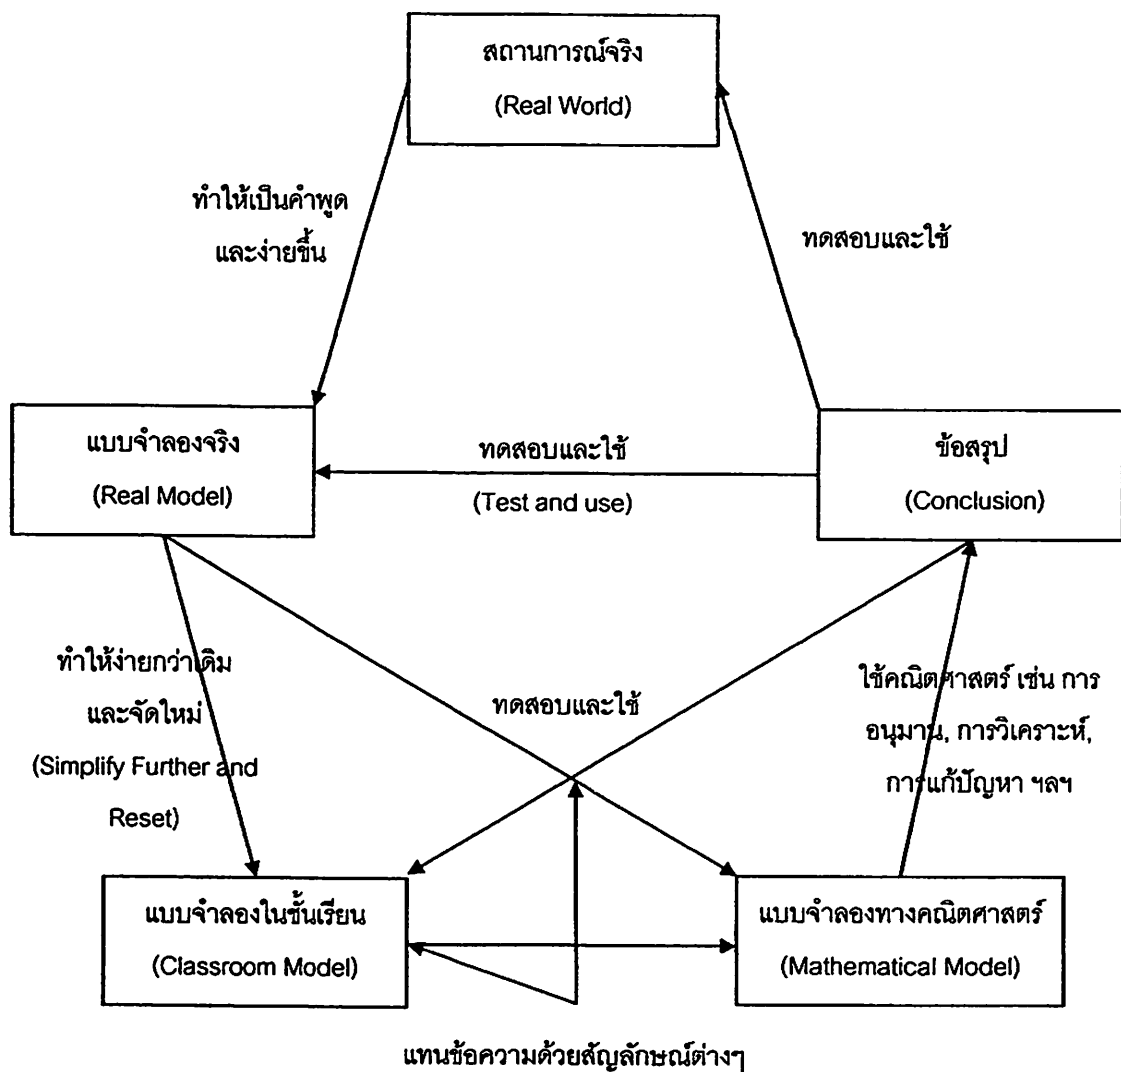 สถานการณ์จริง
(Real World)
ทำให้เป็นคำพูด
และง่ายขึ้น
ทดสอบและใช้
แบบจำลองจริง
(Real Model)
ทดสอบและใช้
(Test and use)
ข้อสรุป
(Conclusion)
ทำให้ง่ายกว่าเดิม
และจัดใหม่
(Simplify Further and
Reset)
ทดสอบและใช้
ใช้คณิตศาสตร์ เช่น การ
อนุมาน, การวิเคราะห์,
การแก้ปัญหา ฯลฯ
แบบจำลองในชั้นเรียน
(Classroom Model)
แบบจำลองทางคณิตศาสตร์
(Mathematical Model)
แทนข้อความด้วยสัญลักษณ์ต่างๆ